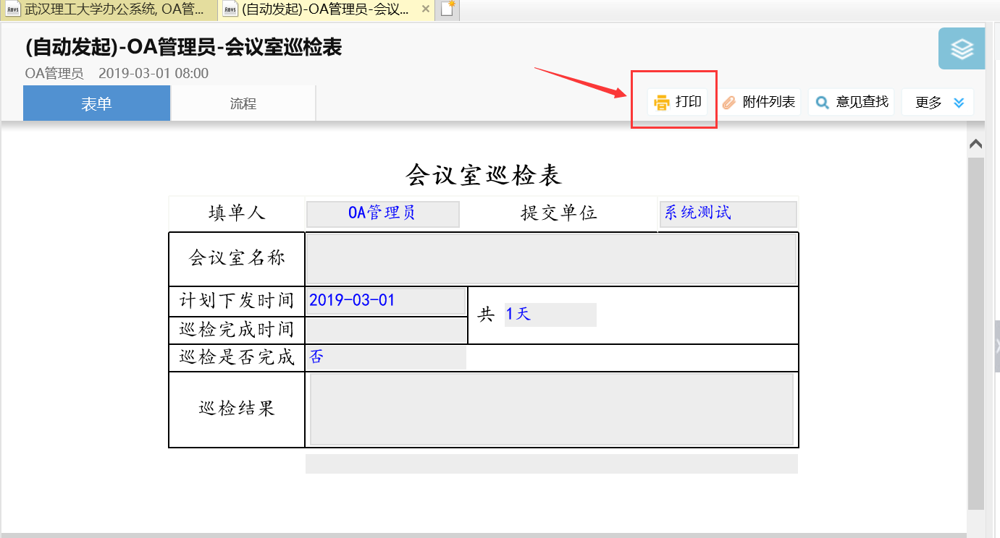 武汉理工大学办公系统, OA管...
(自动发起)-OA管理员-会议...
(自动发起)-OA管理员-会议室巡检表
OA管理员 2019-03-01 08:00
表单 流程 打印 附件列表 意见查找 更多
会议室巡检表
填单人 OA管理员 提交单位 系统测试
会议室名称
计划下发时间 2019-03-01
共 1天
巡检完成时间
巡检是否完成 否
巡检结果